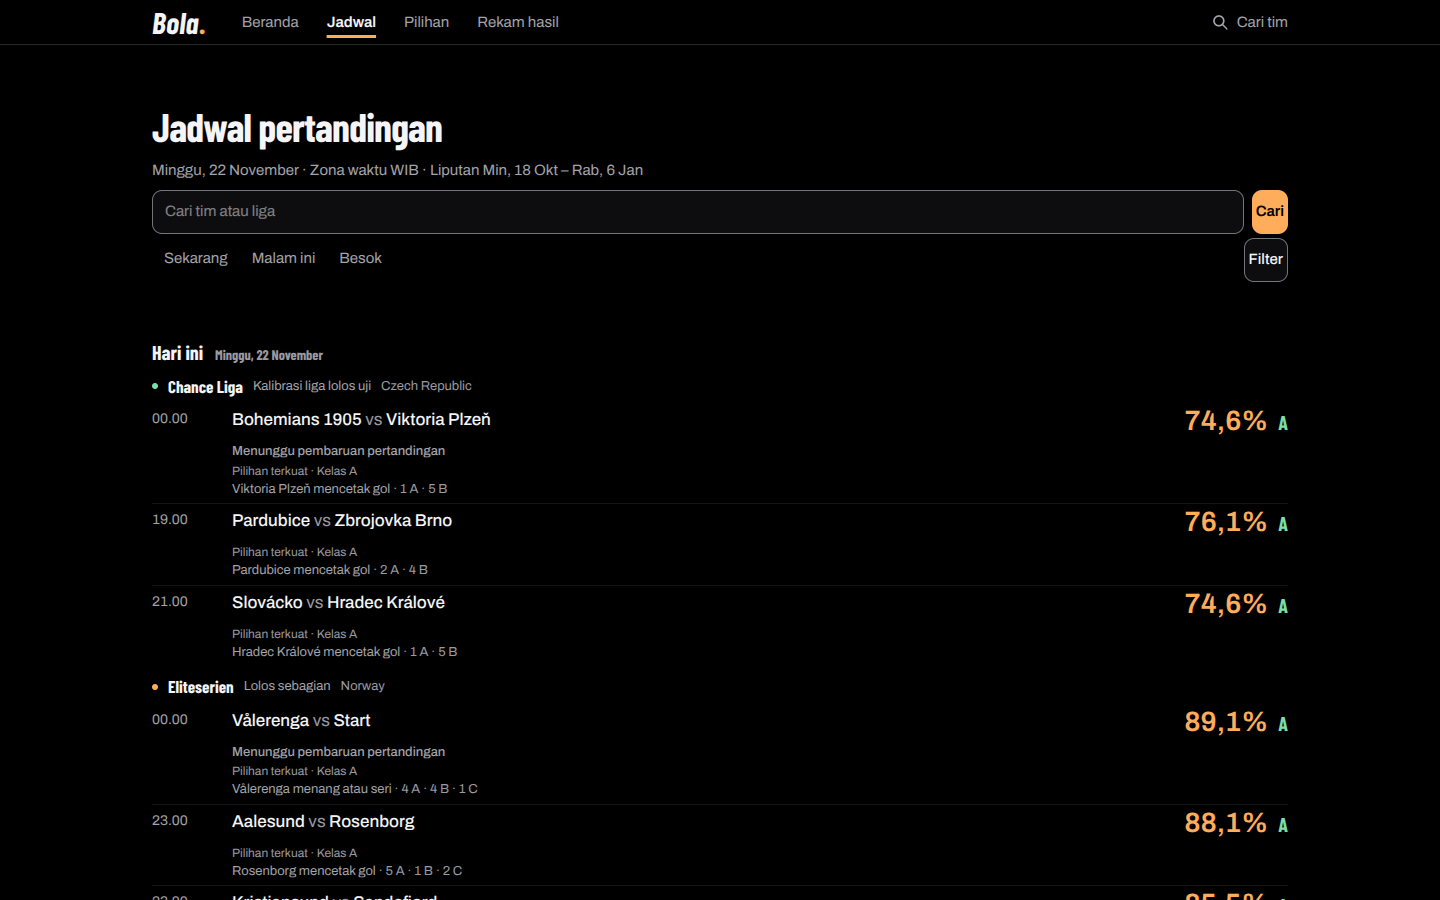 Bola. Beranda Jadwal Pilihan Rekam hasil Cari tim
Jadwal pertandingan
Minggu, 22 November · Zona waktu WIB · Liputan Min, 18 Okt – Rab, 6 Jan
Cari tim atau liga Cari
Sekarang Malam ini Besok Filter
Hari ini Minggu, 22 November
Chance Liga Kalibrasi liga lolos uji Czech Republic
00.00 Bohemians 1905 vs Viktoria Plzeň 74,6% A
Menunggu pembaruan pertandingan
Pilihan terkuat · Kelas A
Viktoria Plzeň mencetak gol · 1 A · 5 B
19.00 Pardubice vs Zbrojovka Brno 76,1% A
Pilihan terkuat · Kelas A
Pardubice mencetak gol · 2 A · 4 B
21.00 Slovácko vs Hradec Králové 74,6% A
Pilihan terkuat · Kelas A
Hradec Králové mencetak gol · 1 A · 5 B
Eliteserien Lolos sebagian Norway
00.00 Vålerenga vs Start 89,1% A
Menunggu pembaruan pertandingan
Pilihan terkuat · Kelas A
Vålerenga menang atau seri · 4 A · 4 B · 1 C
23.00 Aalesund vs Rosenborg 88,1% A
Pilihan terkuat · Kelas A
Rosenborg mencetak gol · 5 A · 1 B · 2 C